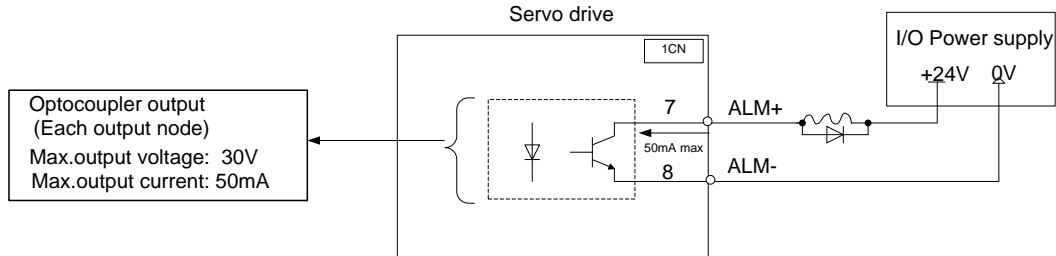 Servo drive
1CN
I/O Power supply
+24V 0V
Optocoupler output
(Each output node)
Max.output voltage: 30V
Max.output current: 50mA
7
ALM+
50mA max
8
ALM-